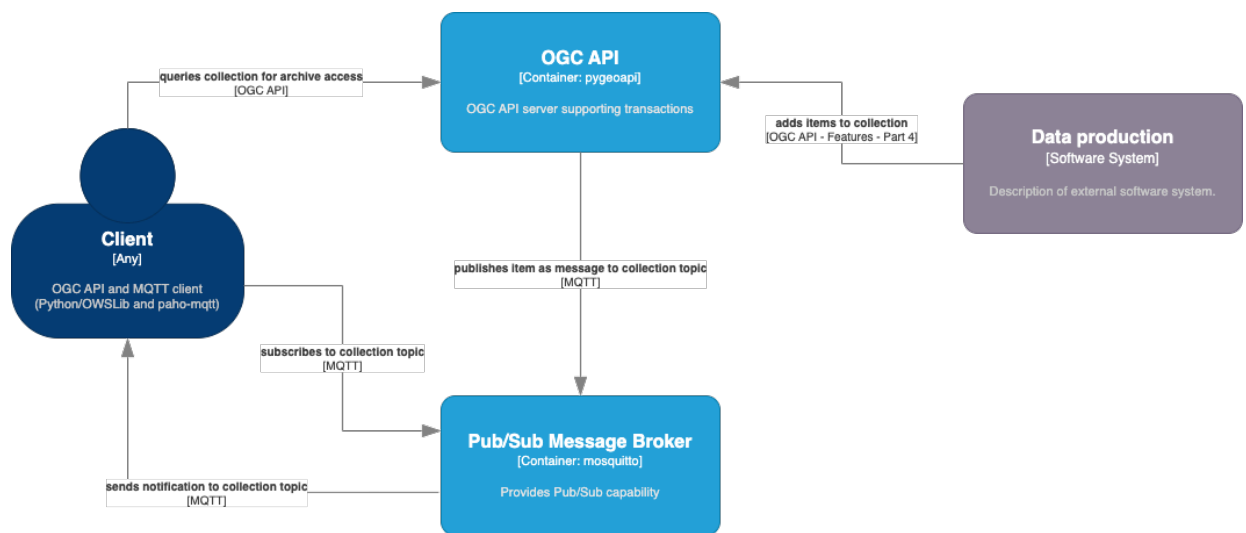 OGC API
[Container: pygeoapi]
OGC API server supporting transactions
queries collection for archive access
[OGC API]
adds items to collection
[OGC API - Features - Part 4]
Data production
[Software System]
Description of external software system.
Client
[Any]
OGC API and MQTT client
(Python/OWSLib and paho-mqtt)
publishes item as message to collection topic
[MQTT]
subscribes to collection topic
[MQTT]
Pub/Sub Message Broker
[Container: mosquitto]
Provides Pub/Sub capability
sends notification to collection topic
[MQTT]